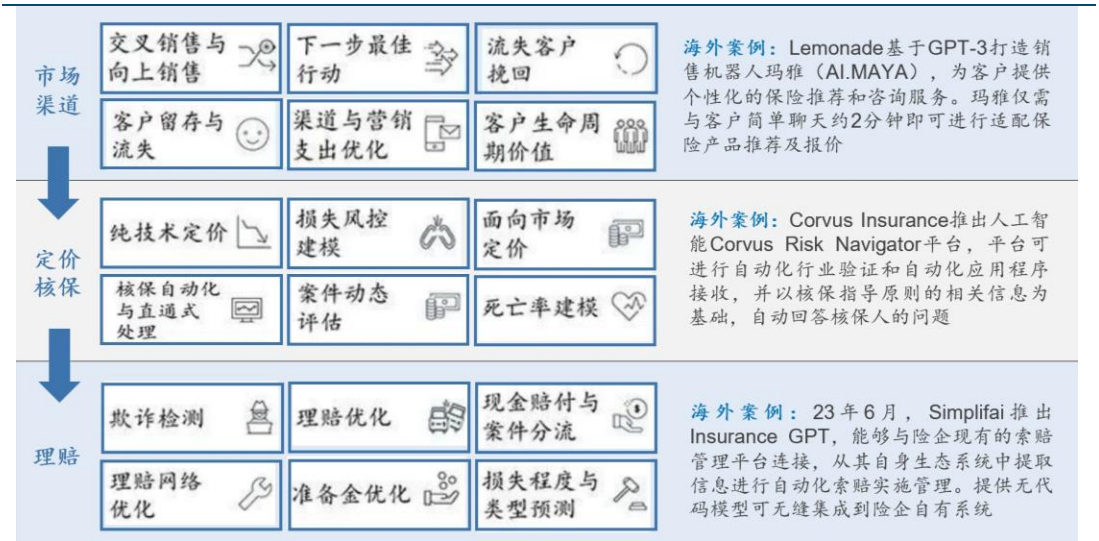 市场
渠道
交叉销售与
向上销售
下一步最佳
行动
流失客户
挽回
客户留存与
流失
渠道与营销
支出优化
客户生命周
期价值
海外案例：Lemonade基于GPT-3打造销
售机器人玛雅（AI.MAYA），为客户提供
个性化的保险推荐和咨询服务。玛雅仅需
与客户简单聊天约2分钟即可进行适配保
险产品推荐及报价
定价
核保
纯技术定价
损失风控
建模
面向市场
定价
核保自动化
与直通式
处理
案件动态
评估
死亡率建模
海外案例：Corvus Insurance推出人工智
能Corvus Risk Navigator平台，平台可
进行自动化行业验证和自动化应用程序
接收，并以核保指导原则的相关信息为
基础，自动回答核保人的问题
理赔
欺诈检测
理赔优化
现金赔付与
案件分流
理赔网络
优化
准备金优化
损失程度与
类型预测
海外案例：23年6月，Simplifai推出
Insurance GPT，能够与险企现有的索赔
管理平台连接，从其自身生态系统中提取
信息进行自动化索赔实施管理。提供无代
码模型可无缝集成到险企自有系统